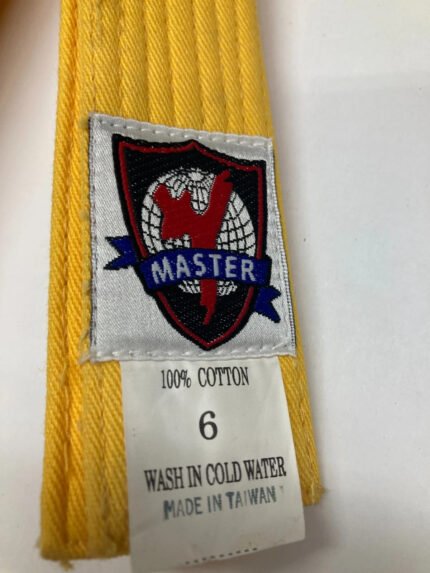 MASTER
100% COTTON
6
WASH IN COLD WATER
MADE IN TAIWAN